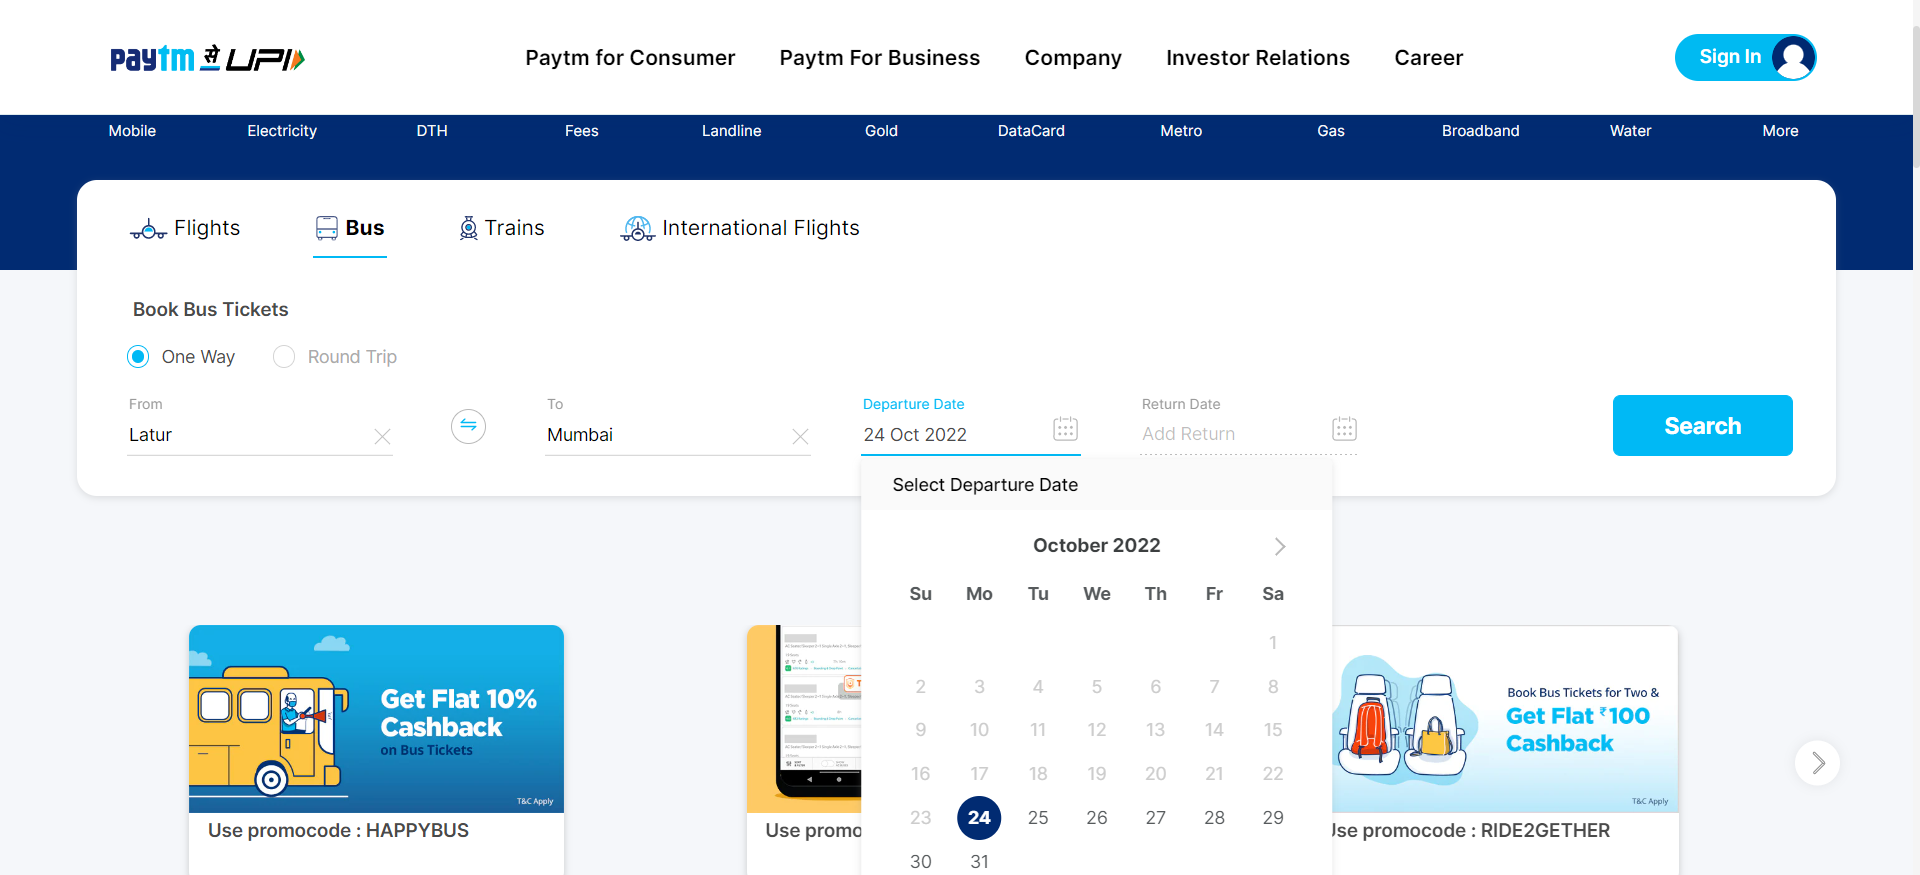 paytm से UPI
Paytm for Consumer Paytm For Business Company Investor Relations Career
Sign In
Mobile Electricity DTH Fees Landline Gold DataCard Metro Gas Broadband Water More
Flights Bus Trains International Flights
Book Bus Tickets
One Way Round Trip
From To Departure Date Return Date
Latur Mumbai 24 Oct 2022 Add Return
Search
Select Departure Date
October 2022
Su Mo Tu We Th Fr Sa
1
2 3 4 5 6 7 8
9 10 11 12 13 14 15
16 17 18 19 20 21 22
23 24 25 26 27 28 29
30 31
Get Flat 10%
Cashback
on Bus Tickets
T&C Apply
Use promocode : HAPPYBUS
Use promo
Book Bus Tickets for Two &
Get Flat ₹100
Cashback
T&C Apply
Use promocode : RIDE2GETHER